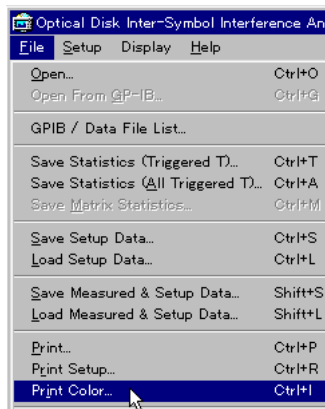 Optical Disk Inter-Symbol Interference An
File Setup Display Help
Open... Ctrl+O
Open From GP-IB... Ctrl+G
GPIB / Data File List...
Save Statistics (Triggered T)... Ctrl+T
Save Statistics (All Triggered T)... Ctrl+A
Save Matrix Statistics... Ctrl+M
Save Setup Data... Ctrl+S
Load Setup Data... Ctrl+L
Save Measured & Setup Data... Shift+S
Load Measured & Setup Data... Shift+L
Print... Ctrl+P
Print Setup... Ctrl+R
Print Color... Ctrl+I